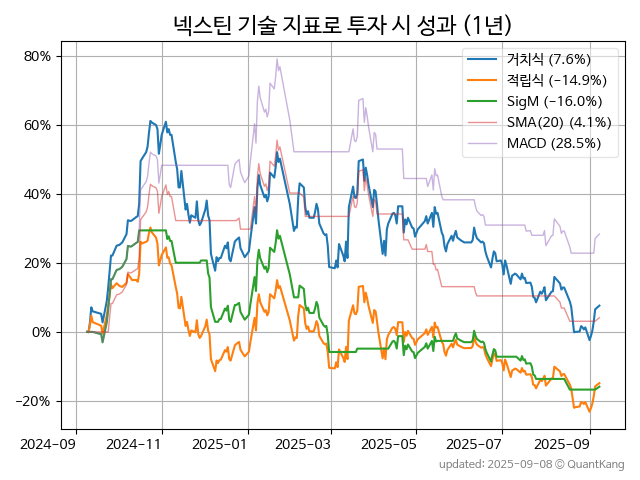 넥스틴 기술 지표로 투자 시 성과 (1년)
거치식 (7.6%)
적립식 (−14.9%)
SigM (−16.0%)
SMA(20) (4.1%)
MACD (28.5%)
80%
60%
40%
20%
0%
−20%
2024-09 2024-11 2025-01 2025-03 2025-05 2025-07 2025-09
updated: 2025-09-08 © QuantKang